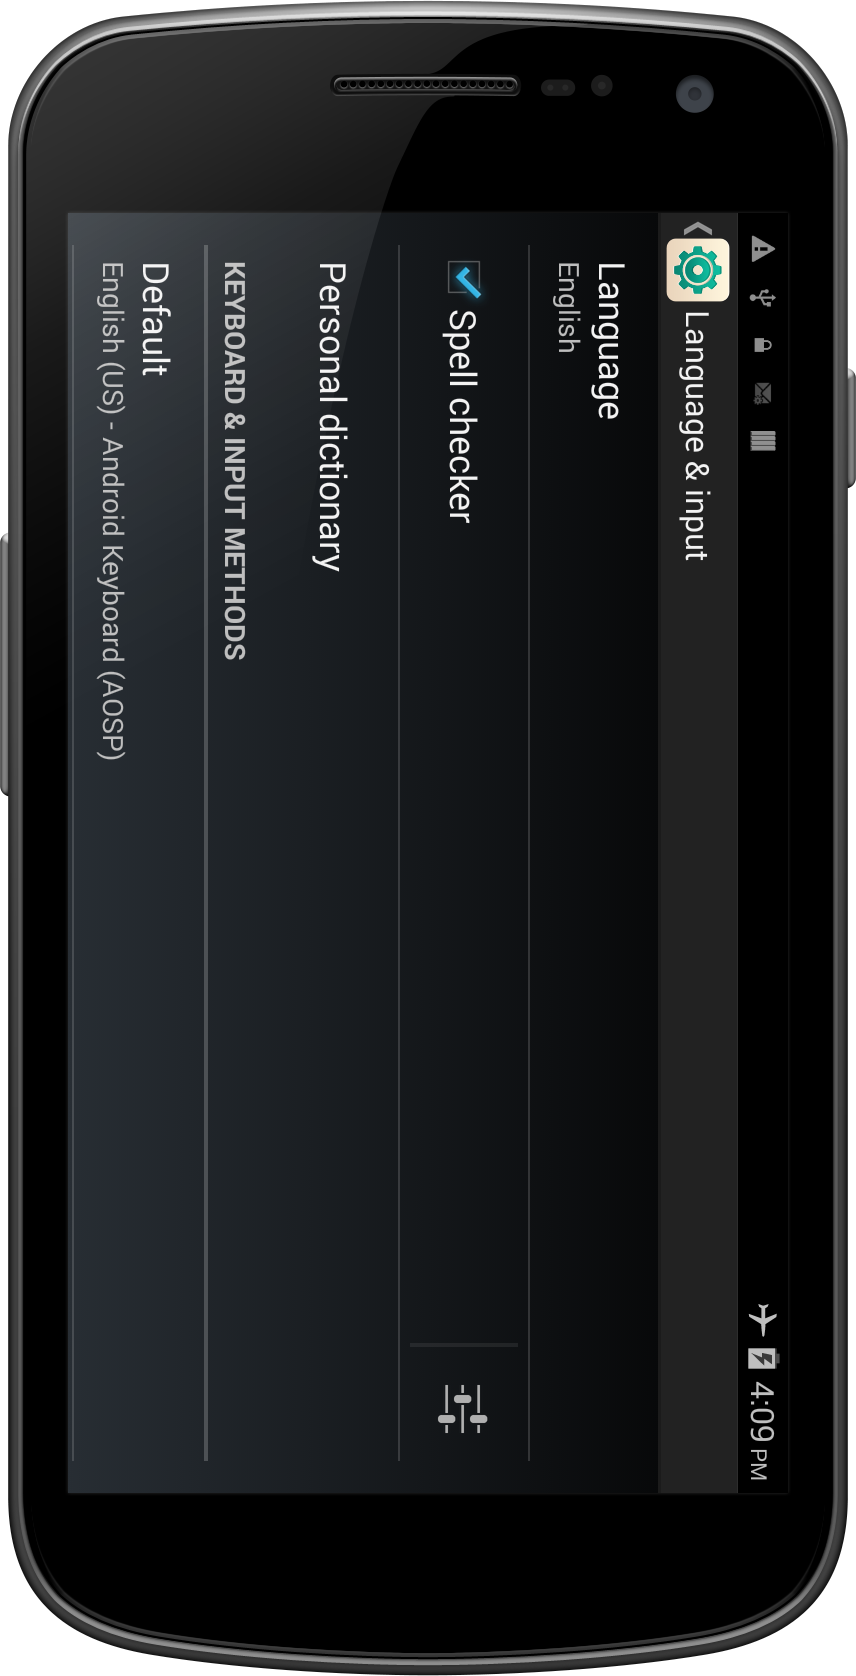 4:09 PM
Language & input
Language
English
Spell checker
Personal dictionary
KEYBOARD & INPUT METHODS
Default
English (US) - Android Keyboard (AOSP)